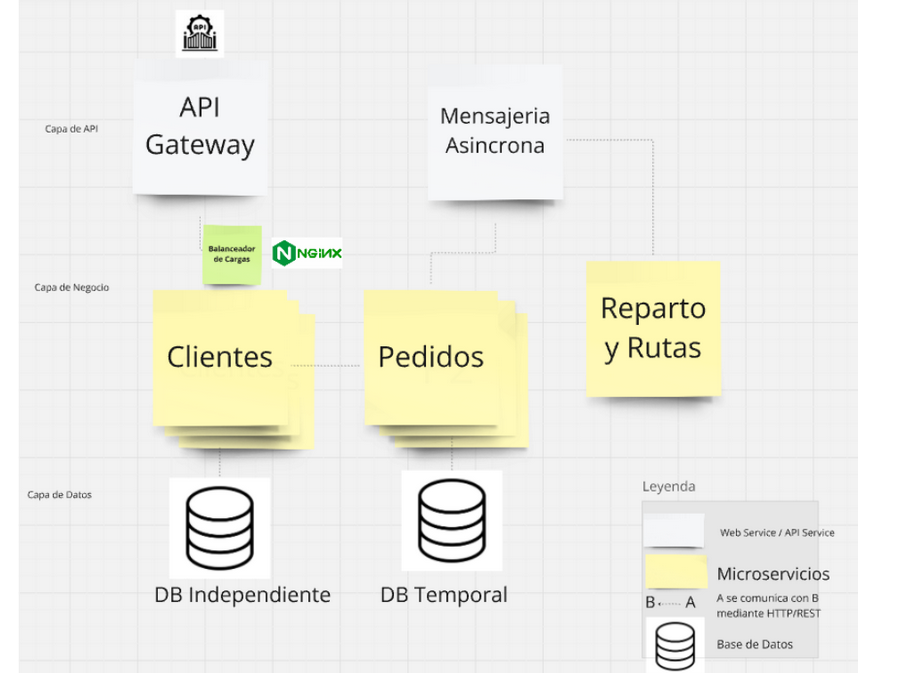 API
API
Gateway
Mensajeria
Asincrona
Capa de API
Balanceador
de Cargas
NGiNX
Capa de Negocio
Clientes
Pedidos
Reparto
y Rutas
Capa de Datos
DB Independiente
DB Temporal
Leyenda
Web Service / API Service
Microservicios
B A
A se comunica con B
mediante HTTP/REST
Base de Datos